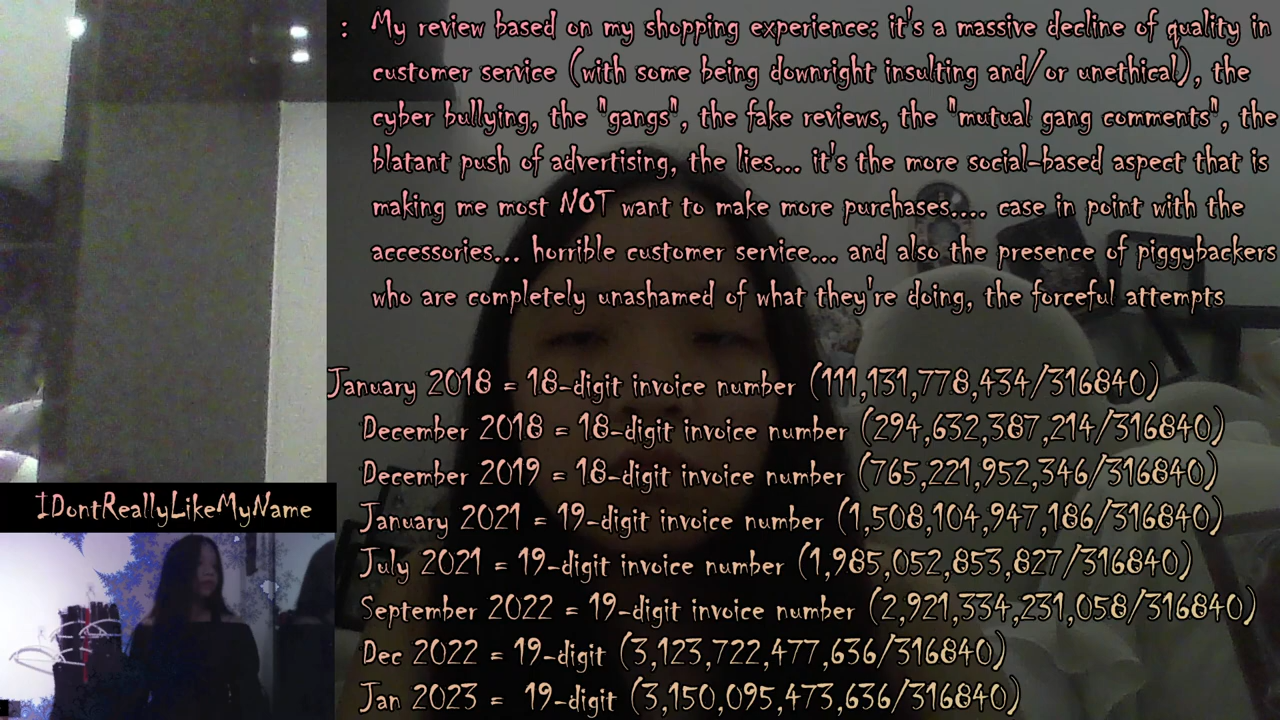 : My review based on my shopping experience: it's a massive decline of quality in
customer service (with some being downright insulting and/or unethical), the
cyber bullying, the "gangs", the fake reviews, the "mutual gang comments", the
blatant push of advertising, the lies... it's the more social-based aspect that is
making me most NOT want to make more purchases.... case in point with the
accessories... horrible customer service... and also the presence of piggybackers
who are completely unashamed of what they're doing, the forceful attempts
January 2018 = 18-digit invoice number (111,131,778,434/316840)
December 2018 = 18-digit invoice number (294,632,387,214/316840)
December 2019 = 18-digit invoice number (765,221,952,346/316840)
January 2021 = 19-digit invoice number (1,508,104,947,186/316840)
July 2021 = 19-digit invoice number (1,985,052,853,827/316840)
September 2022 = 19-digit invoice number (2,921,334,231,058/316840)
Dec 2022 = 19-digit (3,123,722,477,636/316840)
Jan 2023 = 19-digit (3,150,095,473,636/316840)
IDontReallyLikeMyName